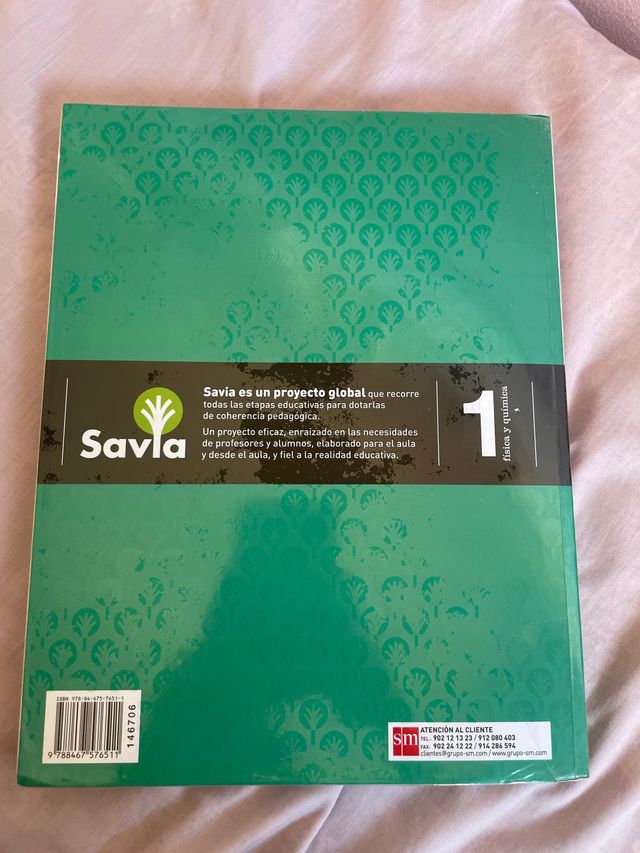 Savia
Savia es un proyecto global que recorre
todas las etapas educativas para dotarlas
de coherencia pedagógica.
Un proyecto eficaz, enraizado en las necesidades
de profesores y alumnos, elaborado para el aula
y desde el aula, y fiel a la realidad educativa.
1
física y química
ISBN 978-84-675-7651-1
9 788467 576511
146706
sm
ATENCIÓN AL CLIENTE
TEL.: 902 12 13 23 / 912 080 403
FAX: 902 24 12 22 / 914 286 594
clientes@grupo-sm.com / www.grupo-sm.com